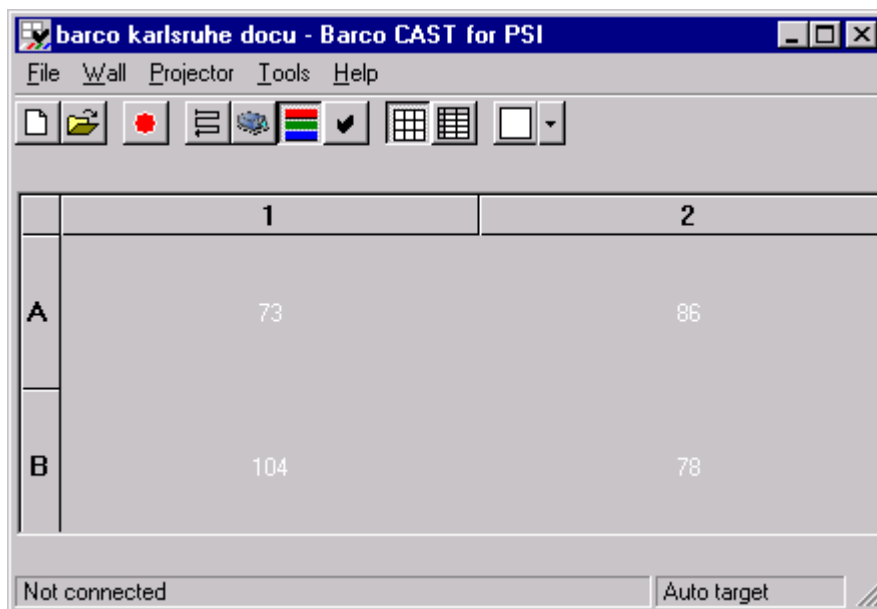 barco karlsruhe docu - Barco CAST for PSI
File Wall Projector Tools Help
1 2
A 73 86
B 104 78
Not connected Auto target